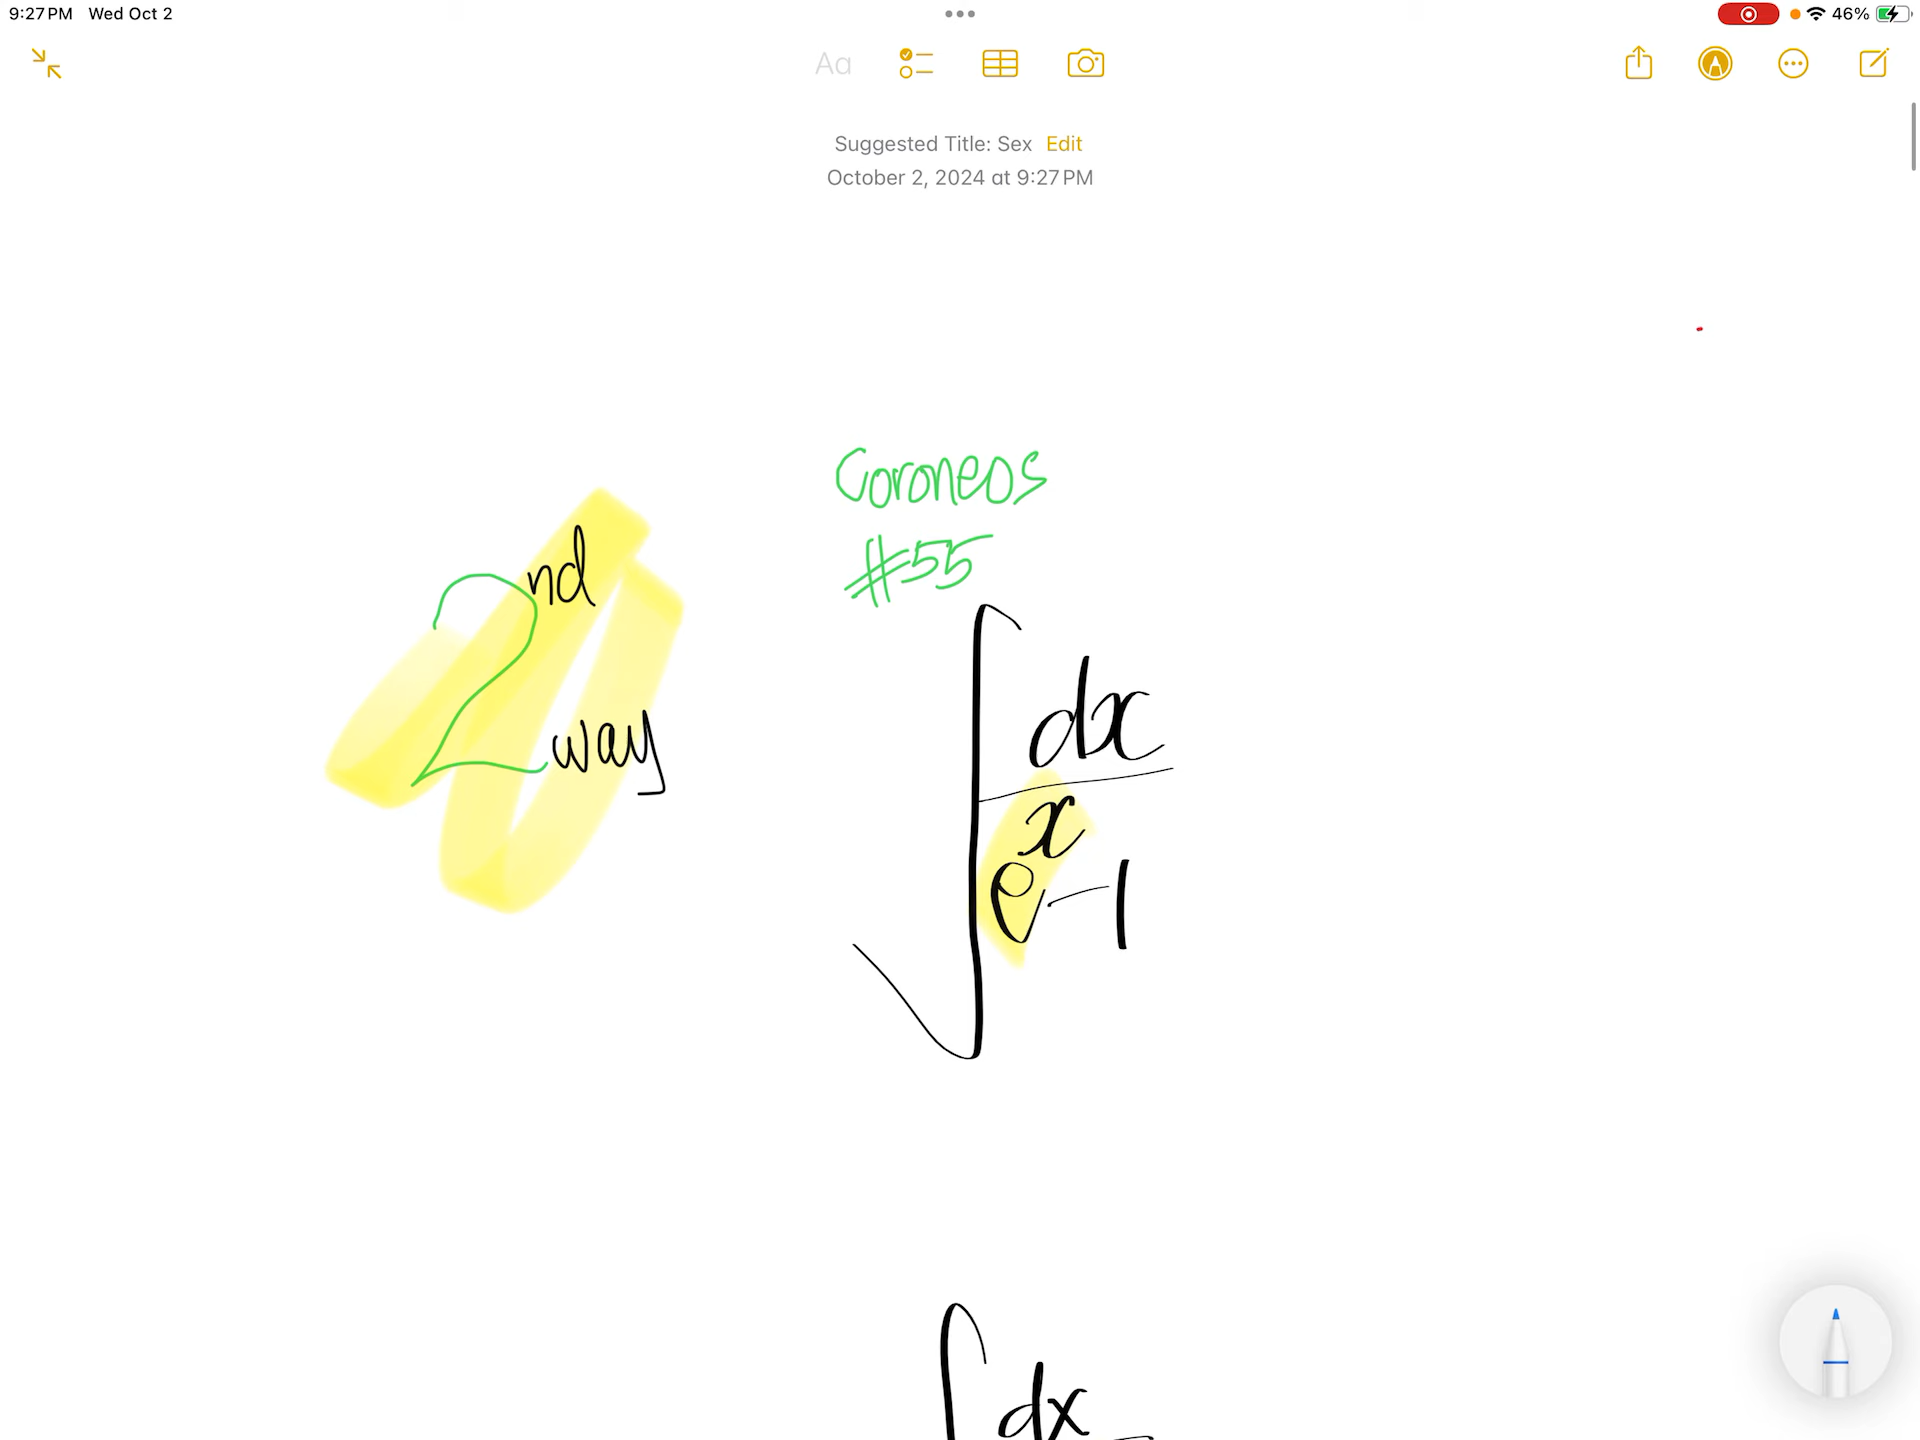 9:27 PM Wed Oct 2
46%
Aa
Suggested Title: Sex Edit
October 2, 2024 at 9:27 PM
Coroneos
#55
2nd
way
∫ dx
e^x - 1
∫ dx